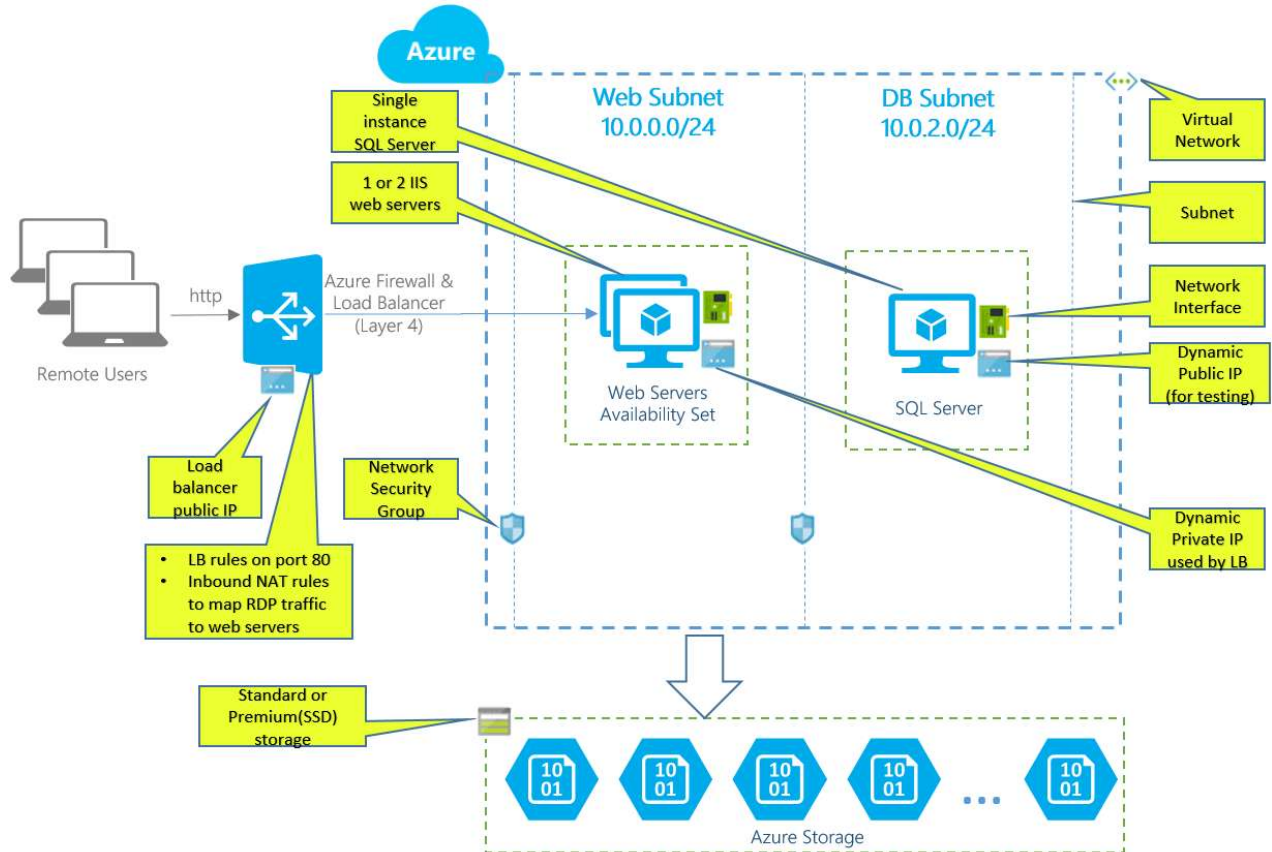 Azure
Web Subnet
10.0.0.0/24
DB Subnet
10.0.2.0/24
Single
instance
SQL Server
Virtual
Network
1 or 2 IIS
web servers
Subnet
http
Azure Firewall &
Load Balancer
(Layer 4)
Network
Interface
Remote Users
Dynamic
Public IP
(for testing)
Web Servers
Availability Set
SQL Server
Load
balancer
public IP
Network
Security
Group
Dynamic
Private IP
used by LB
• LB rules on port 80
• Inbound NAT rules
to map RDP traffic
to web servers
Standard or
Premium(SSD)
storage
10
01
10
01
10
01
10
01
...
10
01
Azure Storage